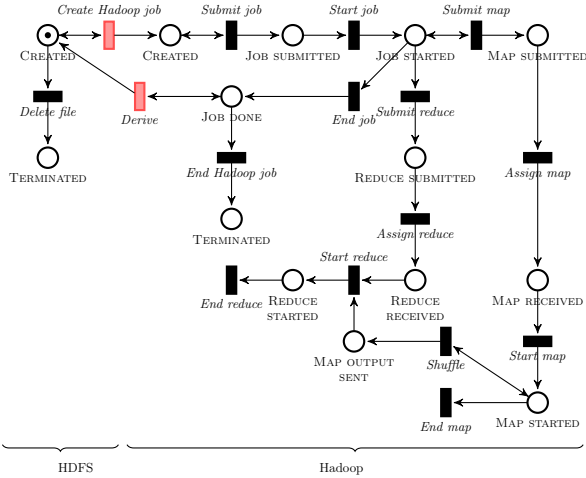 Create Hadoop job
Submit job
Start job
Submit map
CREATED
CREATED
JOB SUBMITTED
JOB STARTED
MAP SUBMITTED
Delete file
Derive
JOB DONE
End job
Submit reduce
TERMINATED
End Hadoop job
REDUCE SUBMITTED
Assign map
TERMINATED
Assign reduce
Start reduce
End reduce
REDUCE
STARTED
REDUCE
RECEIVED
MAP RECEIVED
MAP OUTPUT
SENT
Shuffle
Start map
End map
MAP STARTED
HDFS
Hadoop